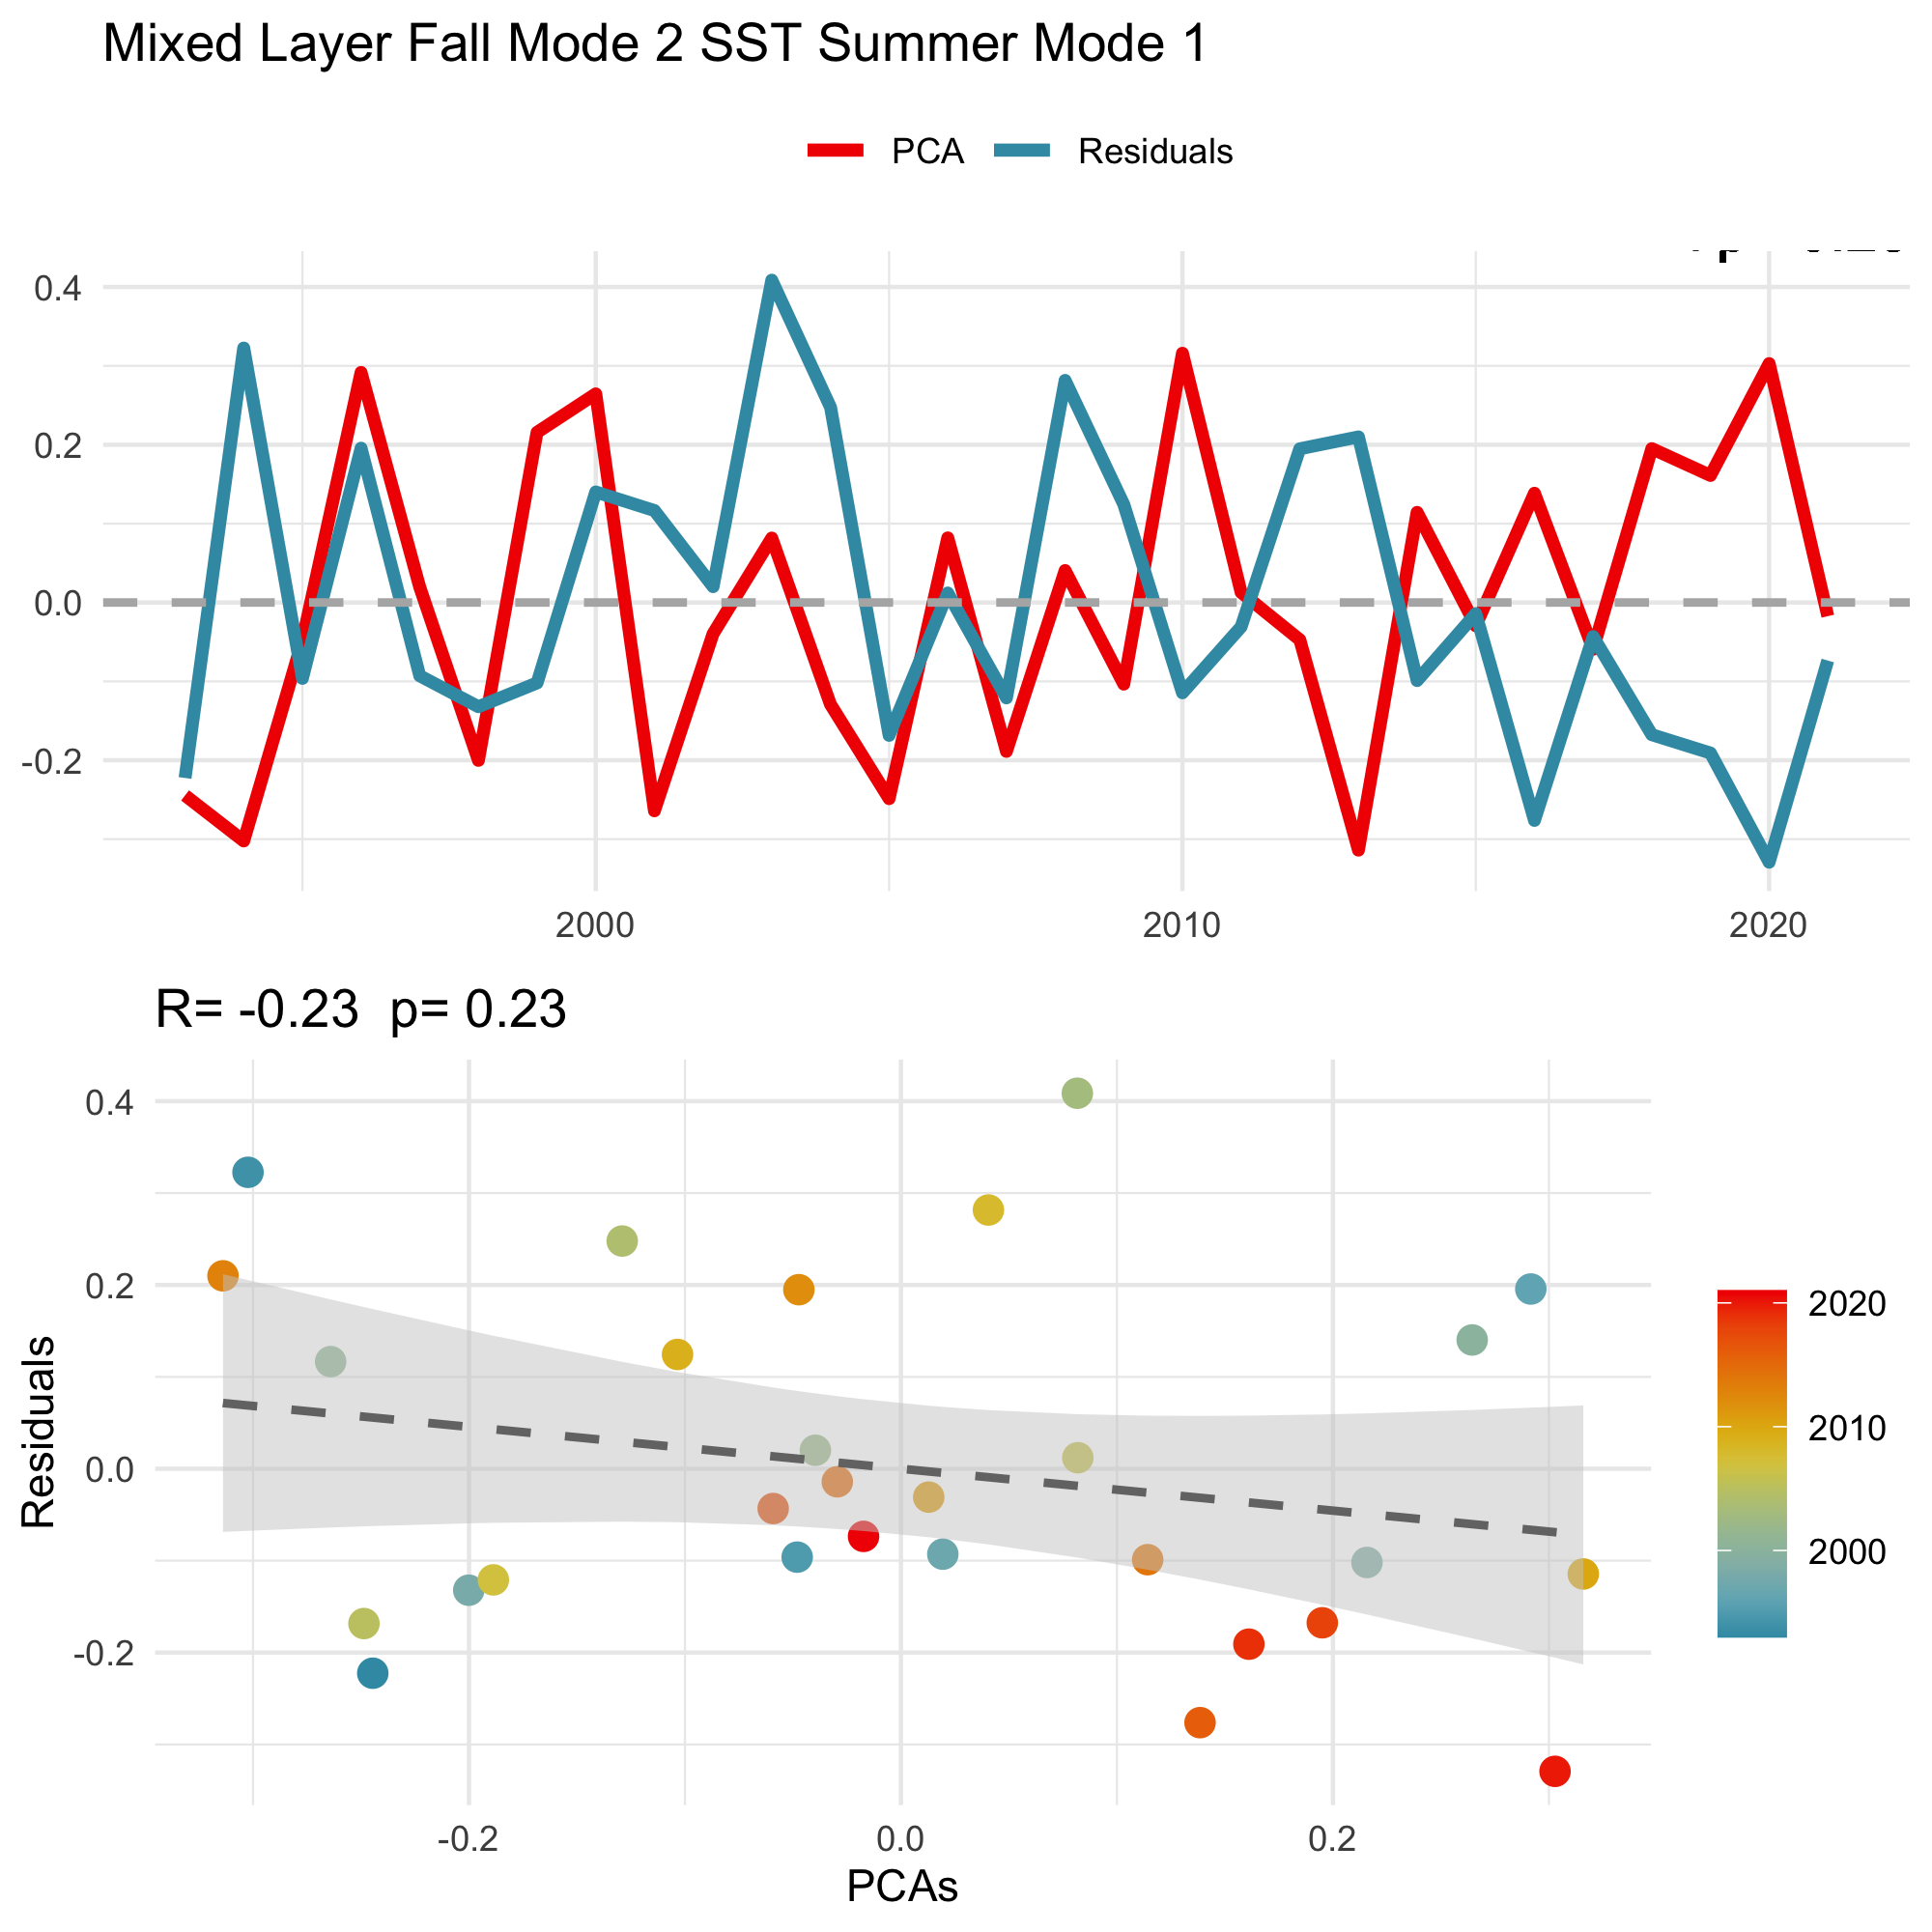 Mixed Layer Fall Mode 2 SST Summer Mode 1
PCA Residuals
0.4
0.2
0.0
-0.2
2000 2010 2020
R= -0.23 p= 0.23
Residuals
0.4
0.2
0.0
-0.2
-0.2 0.0 0.2
PCAs
2020
2010
2000